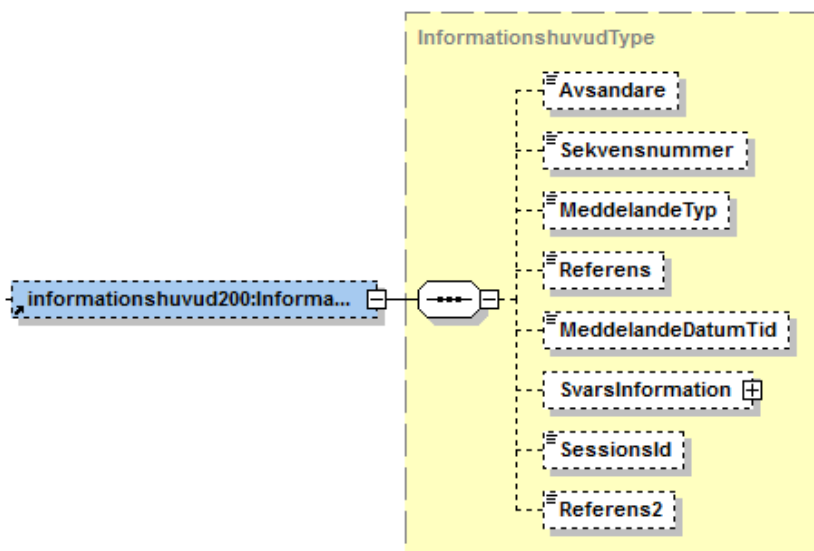 InformationshuvudType
Avsandare
Sekvensnummer
MeddelandeTyp
Referens
informationshuvud200:Informa...
MeddelandeDatumTid
SvarsInformation
SessionsId
Referens2